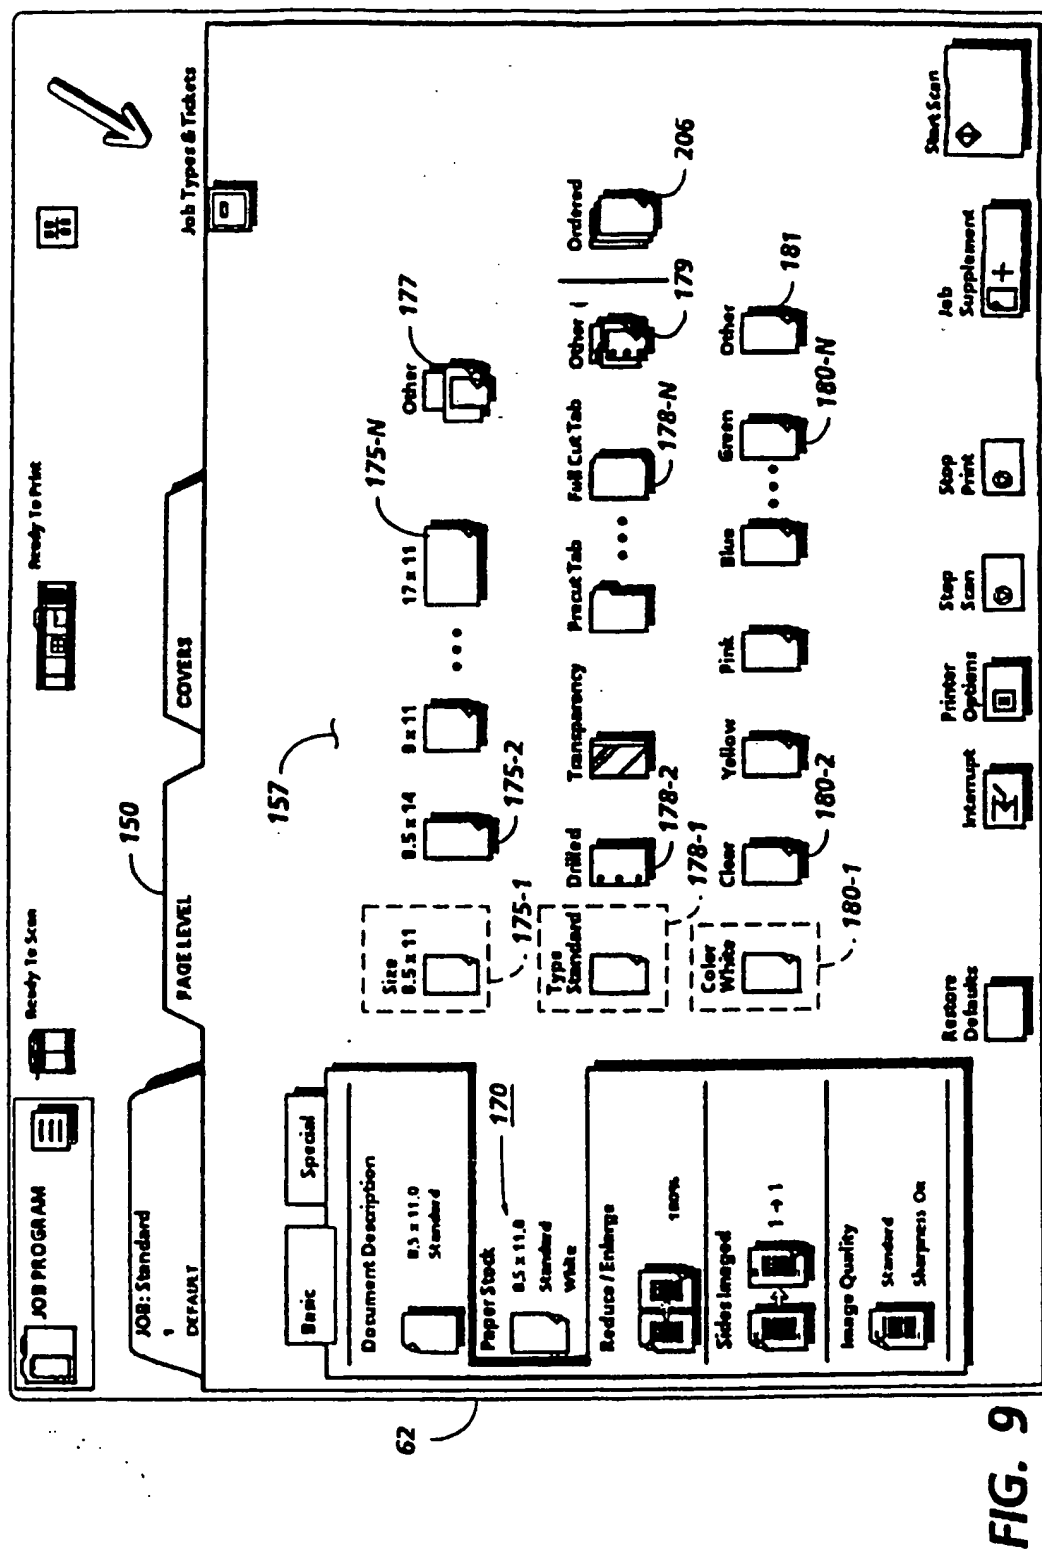 JOB PROGRAM
Ready To Scan
Ready To Print
JOB: Standard
1
DEFAULT
150
PAGE LEVEL
COVERS
Job Types & Tickets
62
Basic
Special
157
Document Description
8.5 x 11.0
Standard
Paper Stock
8.5 x 11.0
Standard
White
170
Reduce / Enlarge
100%
Sides Imaged
1 → 1
Image Quality
Standard
Sharpness On
Size
8.5 x 11
8.5 x 14
9 x 11
17 x 11
Other
175-1
175-2
175-N
177
Type
Standard
Drilled
Transparency
Precut Tab
Full Cut Tab
Other
Ordered
178-1
178-2
178-N
179
206
Color
White
Clear
Yellow
Pink
Blue
Green
Other
180-1
180-2
180-N
181
Restore
Defaults
Interrupt
Printer
Options
Stop
Scan
Stop
Print
Job
Supplement
Start Scan
FIG. 9